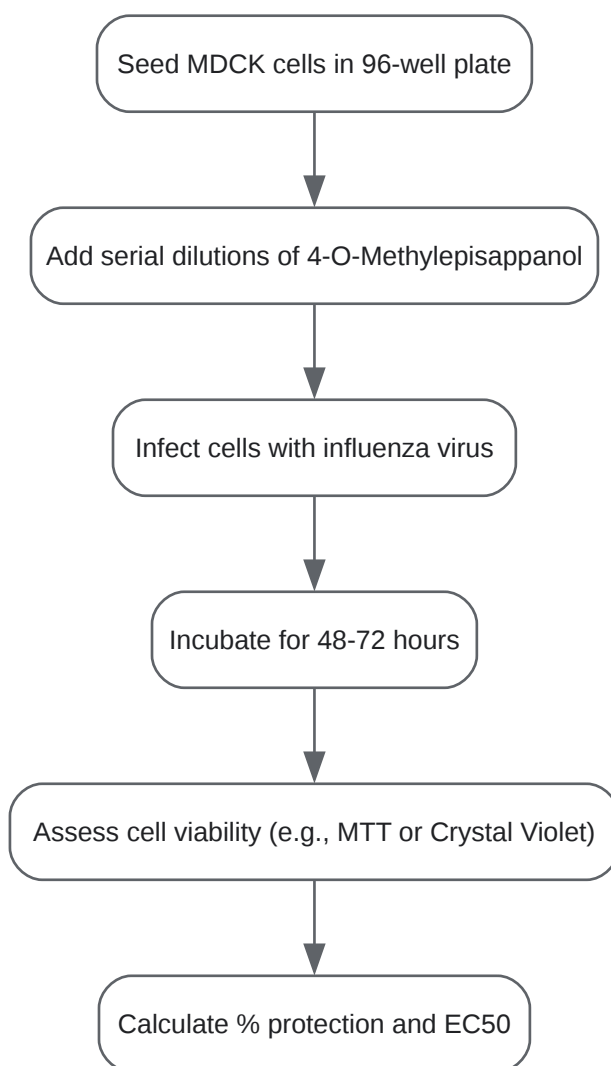 Seed MDCK cells in 96-well plate
Add serial dilutions of 4-O-Methylepisappanol
Infect cells with influenza virus
Incubate for 48-72 hours
Assess cell viability (e.g., MTT or Crystal Violet)
Calculate % protection and EC50